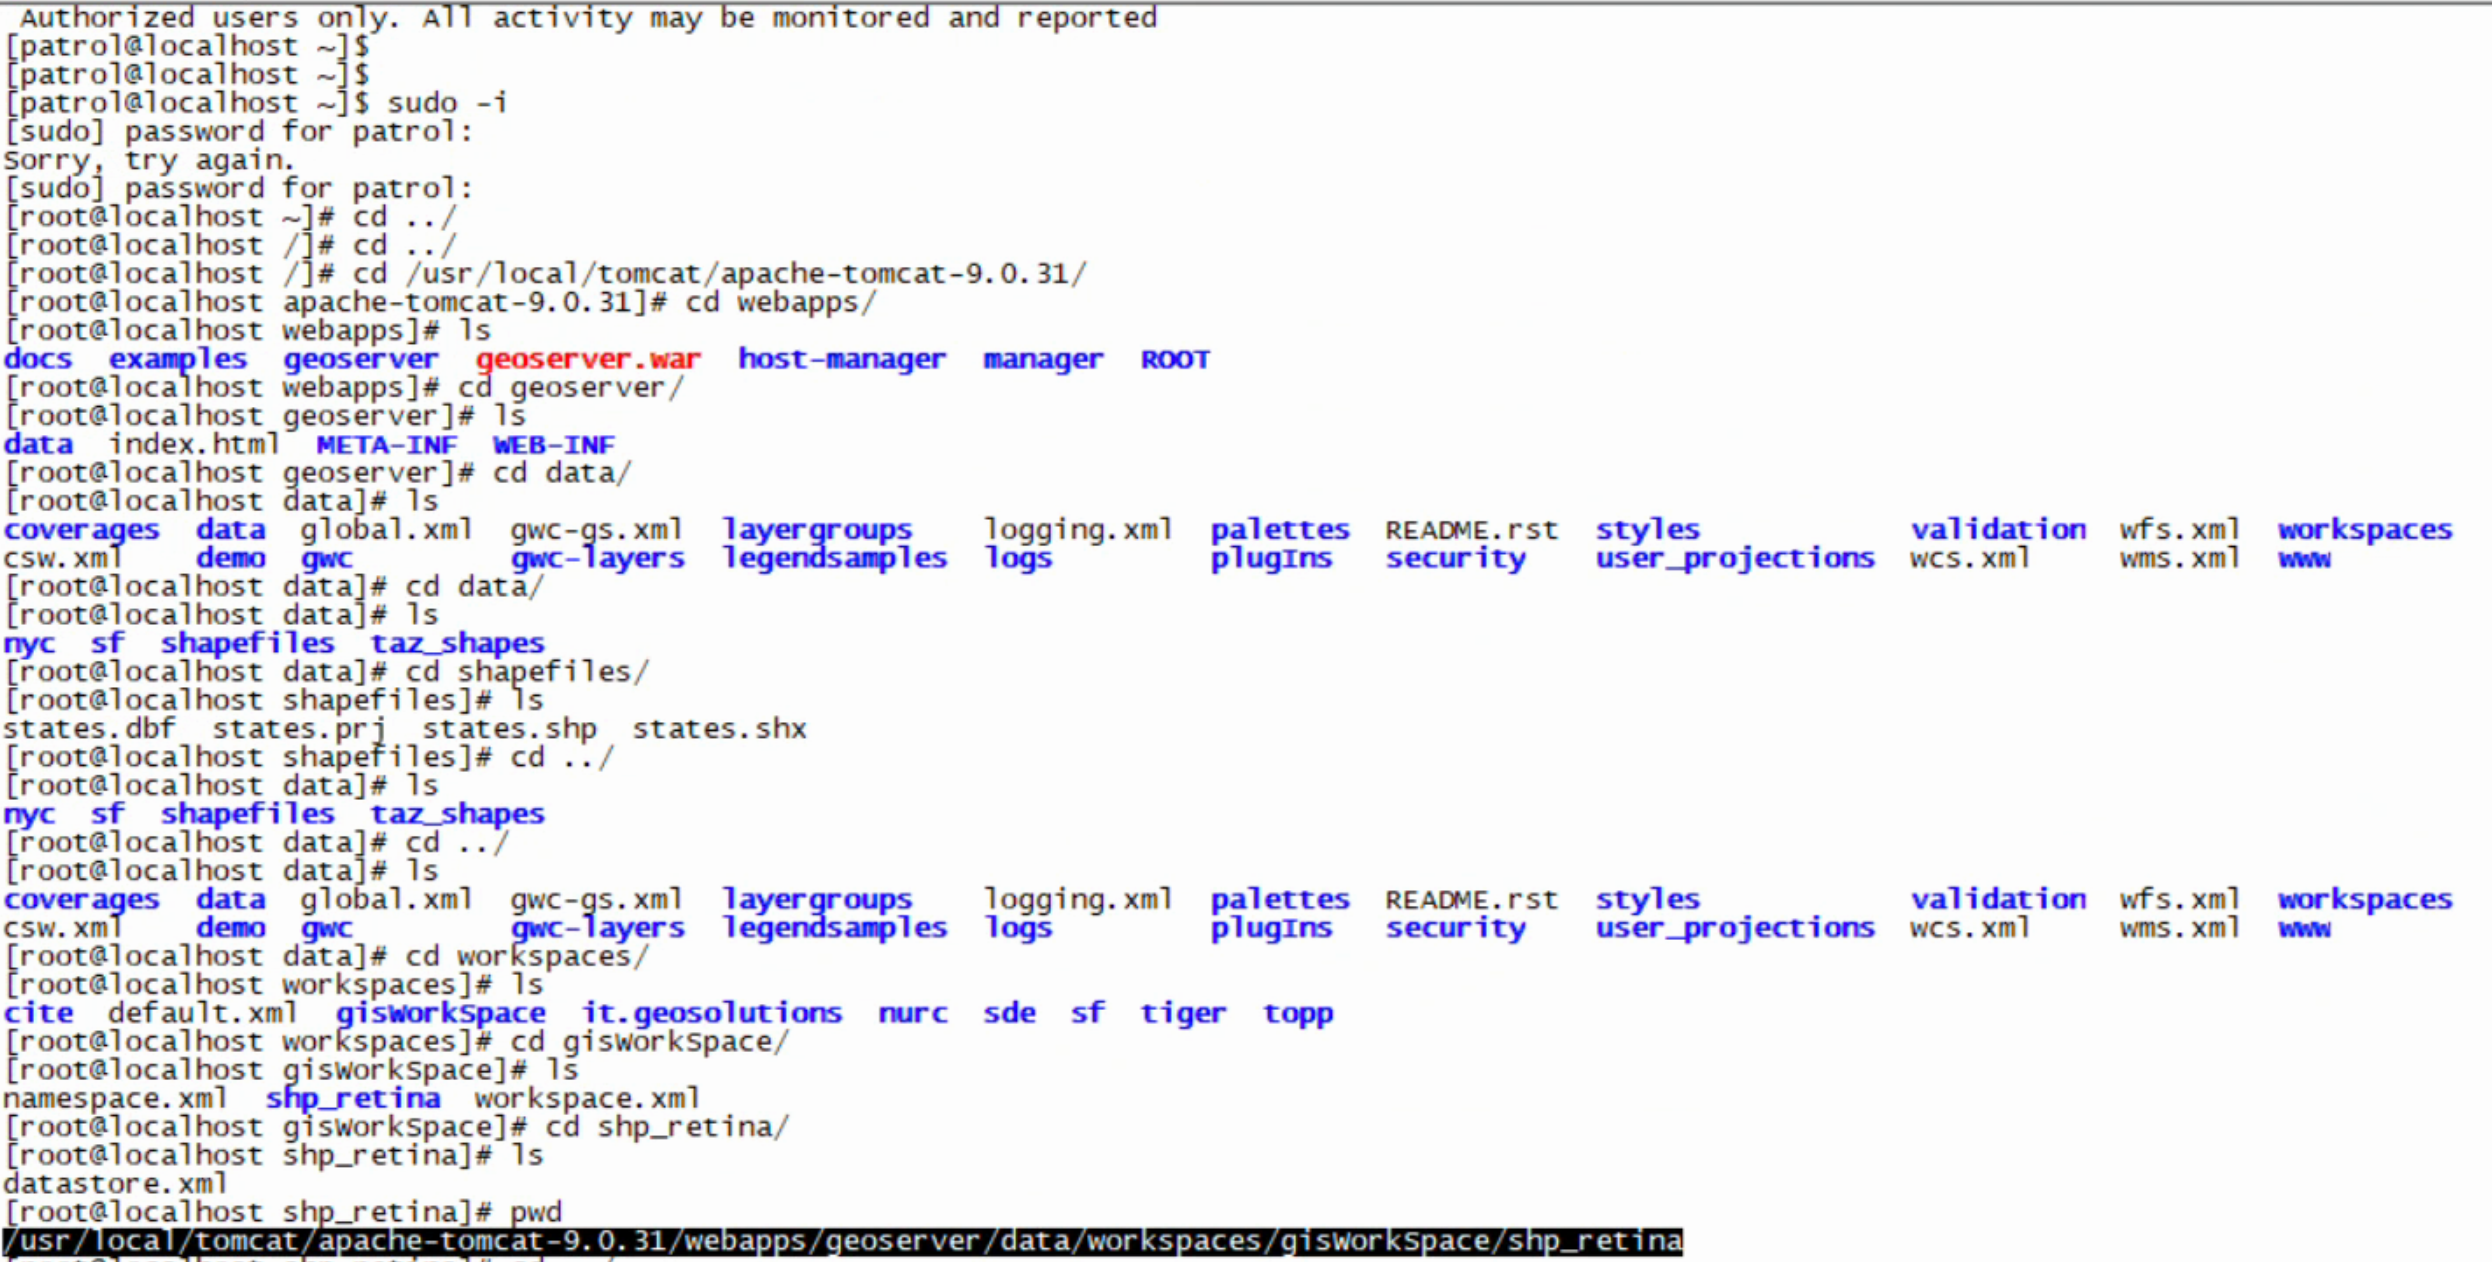 Authorized users only. All activity may be monitored and reported
[patrol@localhost ~]$
[patrol@localhost ~]$
[patrol@localhost ~]$ sudo -i
[sudo] password for patrol:
Sorry, try again.
[sudo] password for patrol:
[root@localhost ~]# cd ../
[root@localhost /]# cd ../
[root@localhost /]# cd /usr/local/tomcat/apache-tomcat-9.0.31/
[root@localhost apache-tomcat-9.0.31]# cd webapps/
[root@localhost webapps]# ls
docs  examples  geoserver  geoserver.war  host-manager  manager  ROOT
[root@localhost webapps]# cd geoserver/
[root@localhost geoserver]# ls
data  index.html  META-INF  WEB-INF
[root@localhost geoserver]# cd data/
[root@localhost data]# ls
coverages  data  global.xml  gwc-gs.xml  layergroups    logging.xml  palettes  README.rst  styles            validation  wfs.xml  workspaces
csw.xml    demo  gwc         gwc-layers  legendsamples  logs         plugIns   security    user_projections  wcs.xml     wms.xml  www
[root@localhost data]# cd data/
[root@localhost data]# ls
nyc  sf  shapefiles  taz_shapes
[root@localhost data]# cd shapefiles/
[root@localhost shapefiles]# ls
states.dbf  states.prj  states.shp  states.shx
[root@localhost shapefiles]# cd ../
[root@localhost data]# ls
nyc  sf  shapefiles  taz_shapes
[root@localhost data]# cd ../
[root@localhost data]# ls
coverages  data  global.xml  gwc-gs.xml  layergroups    logging.xml  palettes  README.rst  styles            validation  wfs.xml  workspaces
csw.xml    demo  gwc         gwc-layers  legendsamples  logs         plugIns   security    user_projections  wcs.xml     wms.xml  www
[root@localhost data]# cd workspaces/
[root@localhost workspaces]# ls
cite  default.xml  gisWorkSpace  it.geosolutions  nurc  sde  sf  tiger  topp
[root@localhost workspaces]# cd gisWorkSpace/
[root@localhost gisWorkSpace]# ls
namespace.xml  shp_retina  workspace.xml
[root@localhost gisWorkSpace]# cd shp_retina/
[root@localhost shp_retina]# ls
datastore.xml
[root@localhost shp_retina]# pwd
/usr/local/tomcat/apache-tomcat-9.0.31/webapps/geoserver/data/workspaces/gisWorkSpace/shp_retina